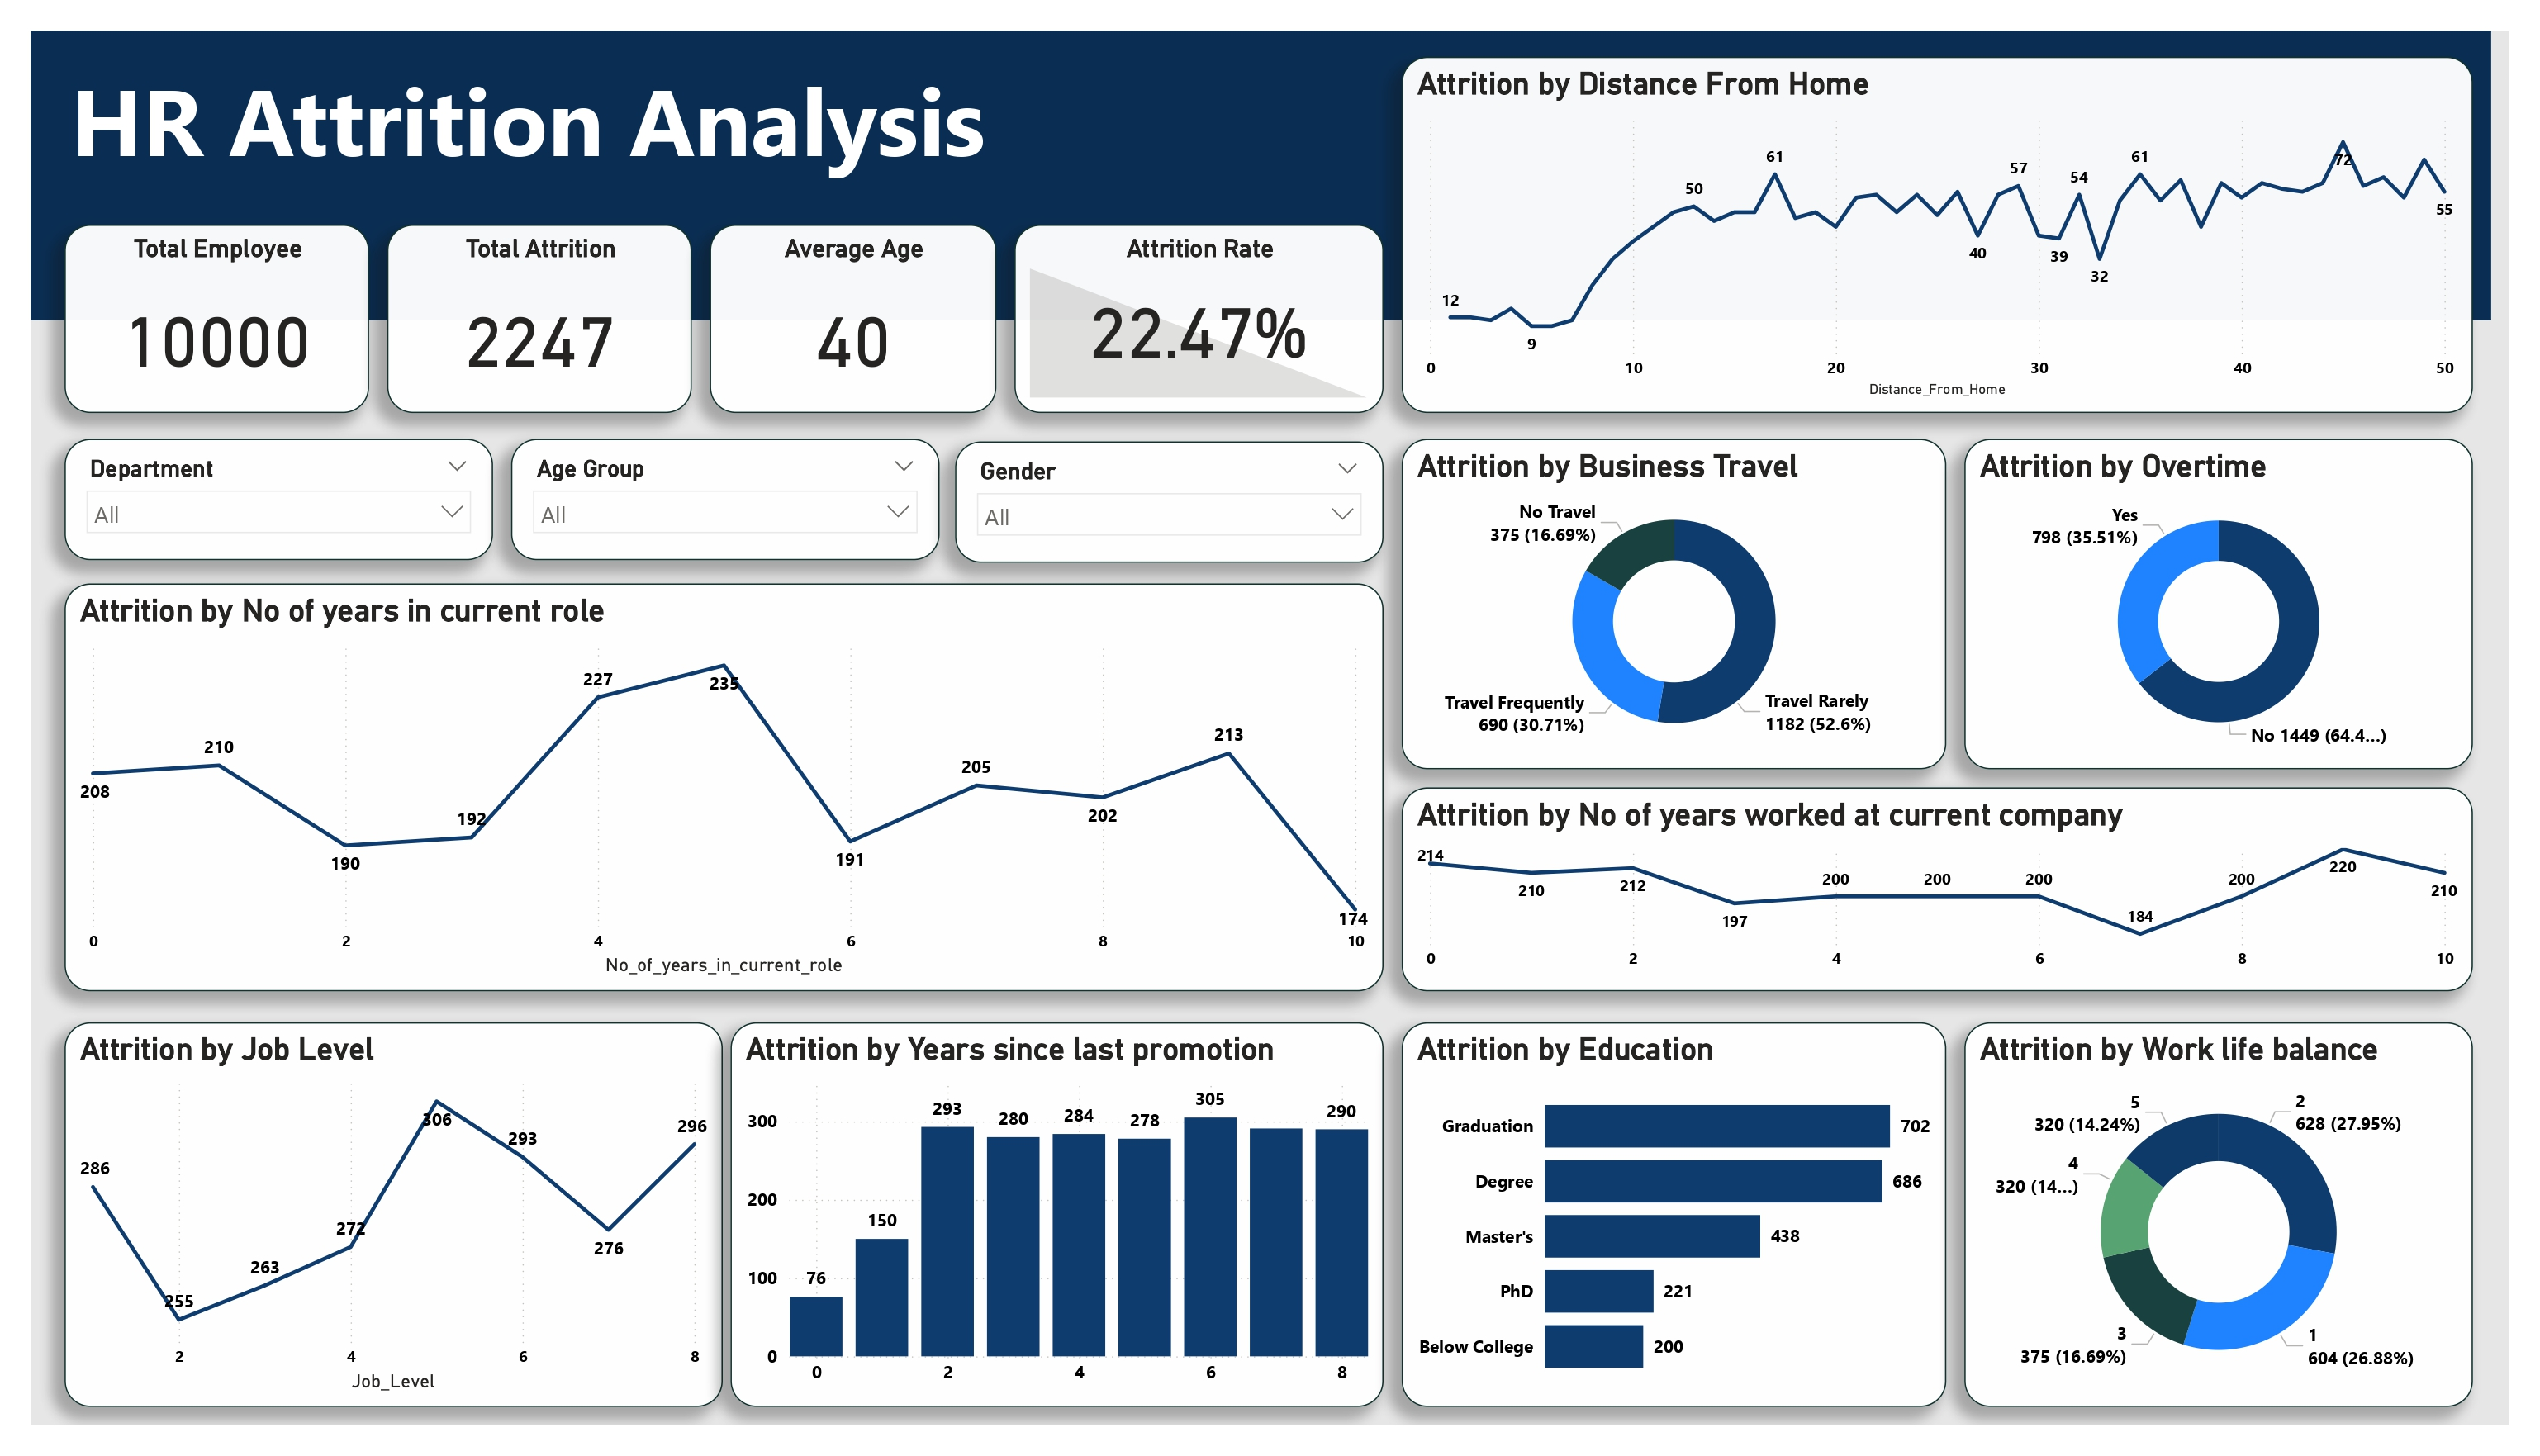 HR Attrition Analysis
Total Employee
10000
Total Attrition
2247
Average Age
40
Attrition Rate
22.47%
Attrition by Distance From Home
12
9
50
61
40
57
39
54
32
61
72
55
0 10 20 30 40 50
Distance_From_Home
Department
All
Age Group
All
Gender
All
Attrition by Business Travel
No Travel
375 (16.69%)
Travel Frequently
690 (30.71%)
Travel Rarely
1182 (52.6%)
Attrition by Overtime
Yes
798 (35.51%)
No 1449 (64.4...)
Attrition by No of years in current role
208
210
190
192
227
235
191
205
202
213
174
0 2 4 6 8 10
No_of_years_in_current_role
Attrition by No of years worked at current company
214
210
212
197
200
200
200
184
200
220
210
0 2 4 6 8 10
Attrition by Job Level
286
255
263
272
306
293
276
296
2 4 6 8
Job_Level
Attrition by Years since last promotion
300
200
100
0
76
150
293
280
284
278
305
290
0 2 4 6 8
Attrition by Education
Graduation 702
Degree 686
Master's 438
PhD 221
Below College 200
Attrition by Work life balance
5
320 (14.24%)
2
628 (27.95%)
4
320 (14...)
3
375 (16.69%)
1
604 (26.88%)